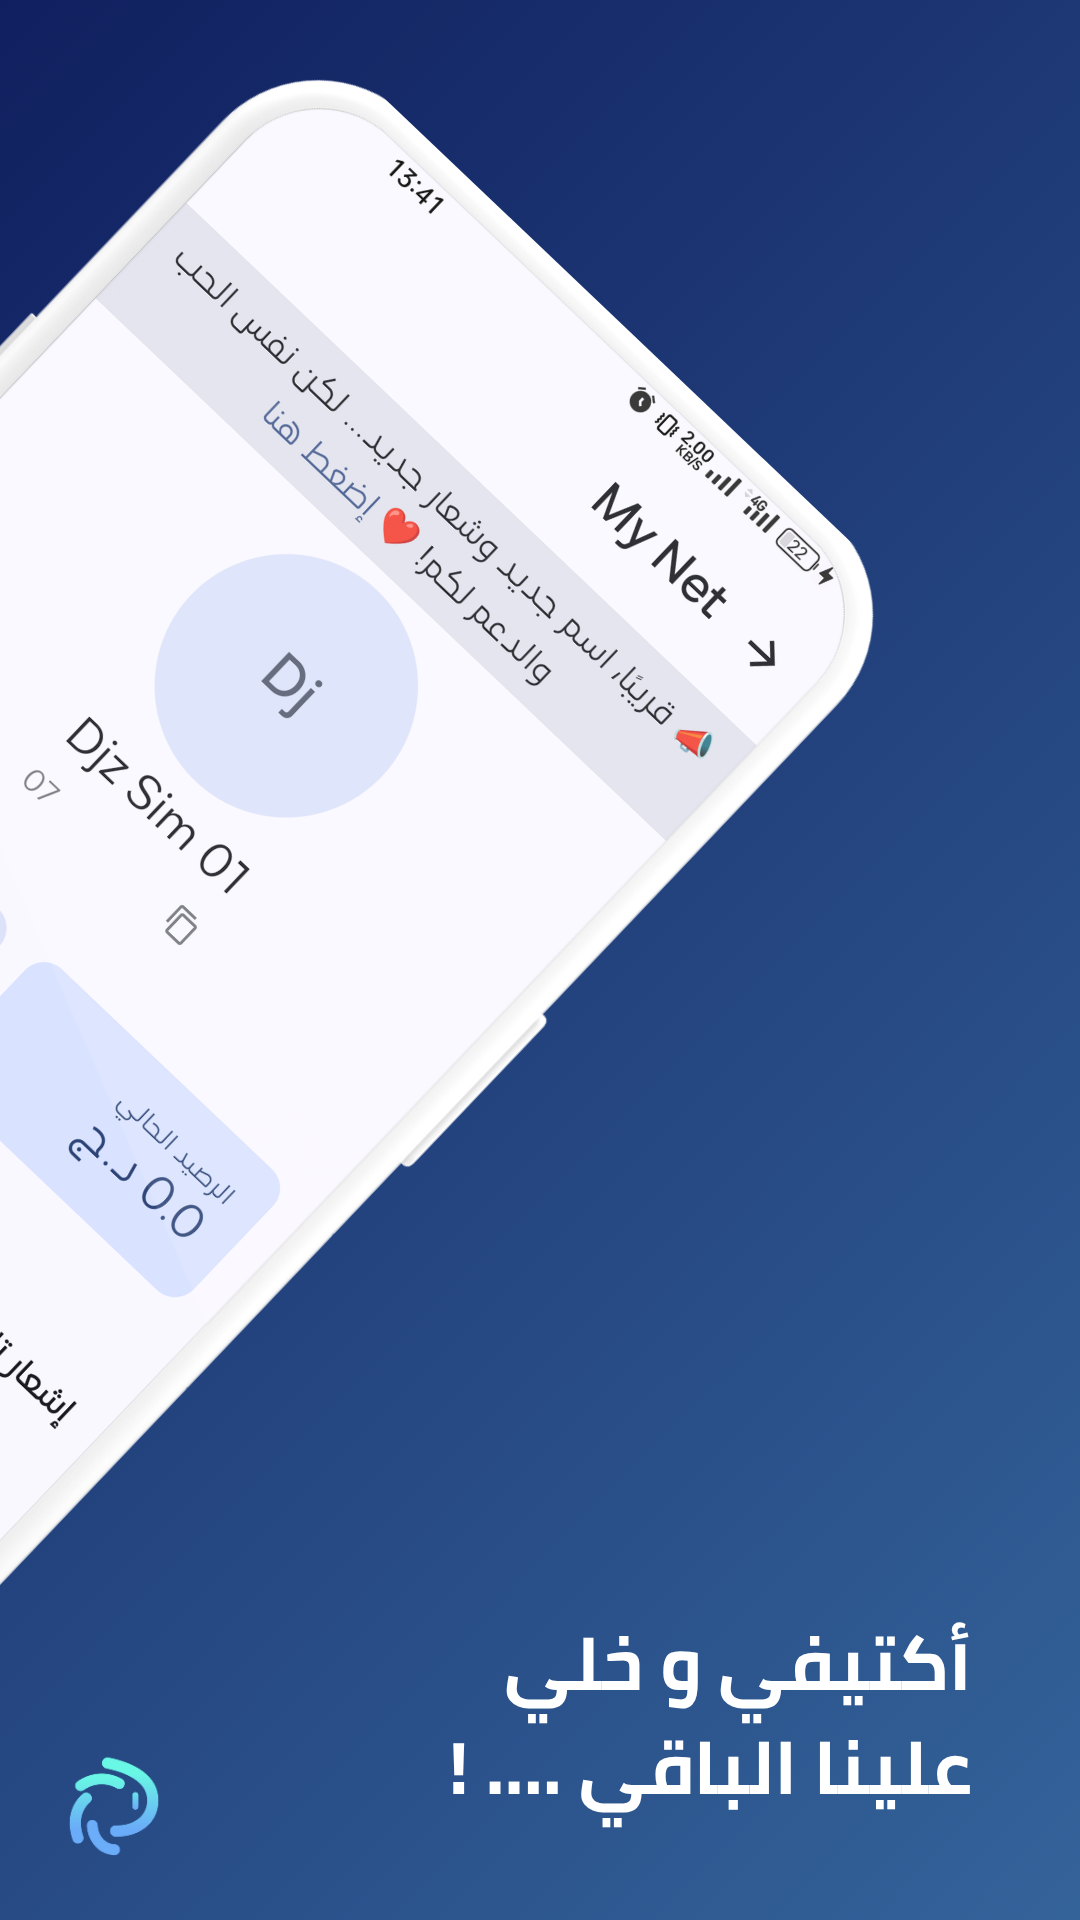 13:41
2.00
KB/S
4G
22
My Net
📣 قريبًا، اسم جديد وشعار جديد... لكن نفس الحب
والدعم لكم! ❤️ إضغط هنا
Dj
Djz Sim 01
07
الرصيد الحالي
0.0 د.ج
إشعار
أكتيفي و خلي
علينا الباقي .... !